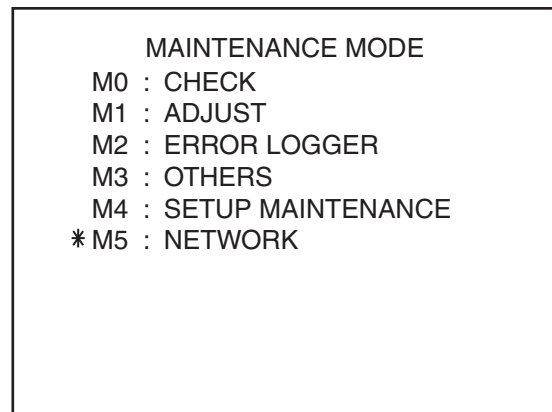 MAINTENANCE MODE
M0 : CHECK
M1 : ADJUST
M2 : ERROR LOGGER
M3 : OTHERS
M4 : SETUP MAINTENANCE
*M5 : NETWORK